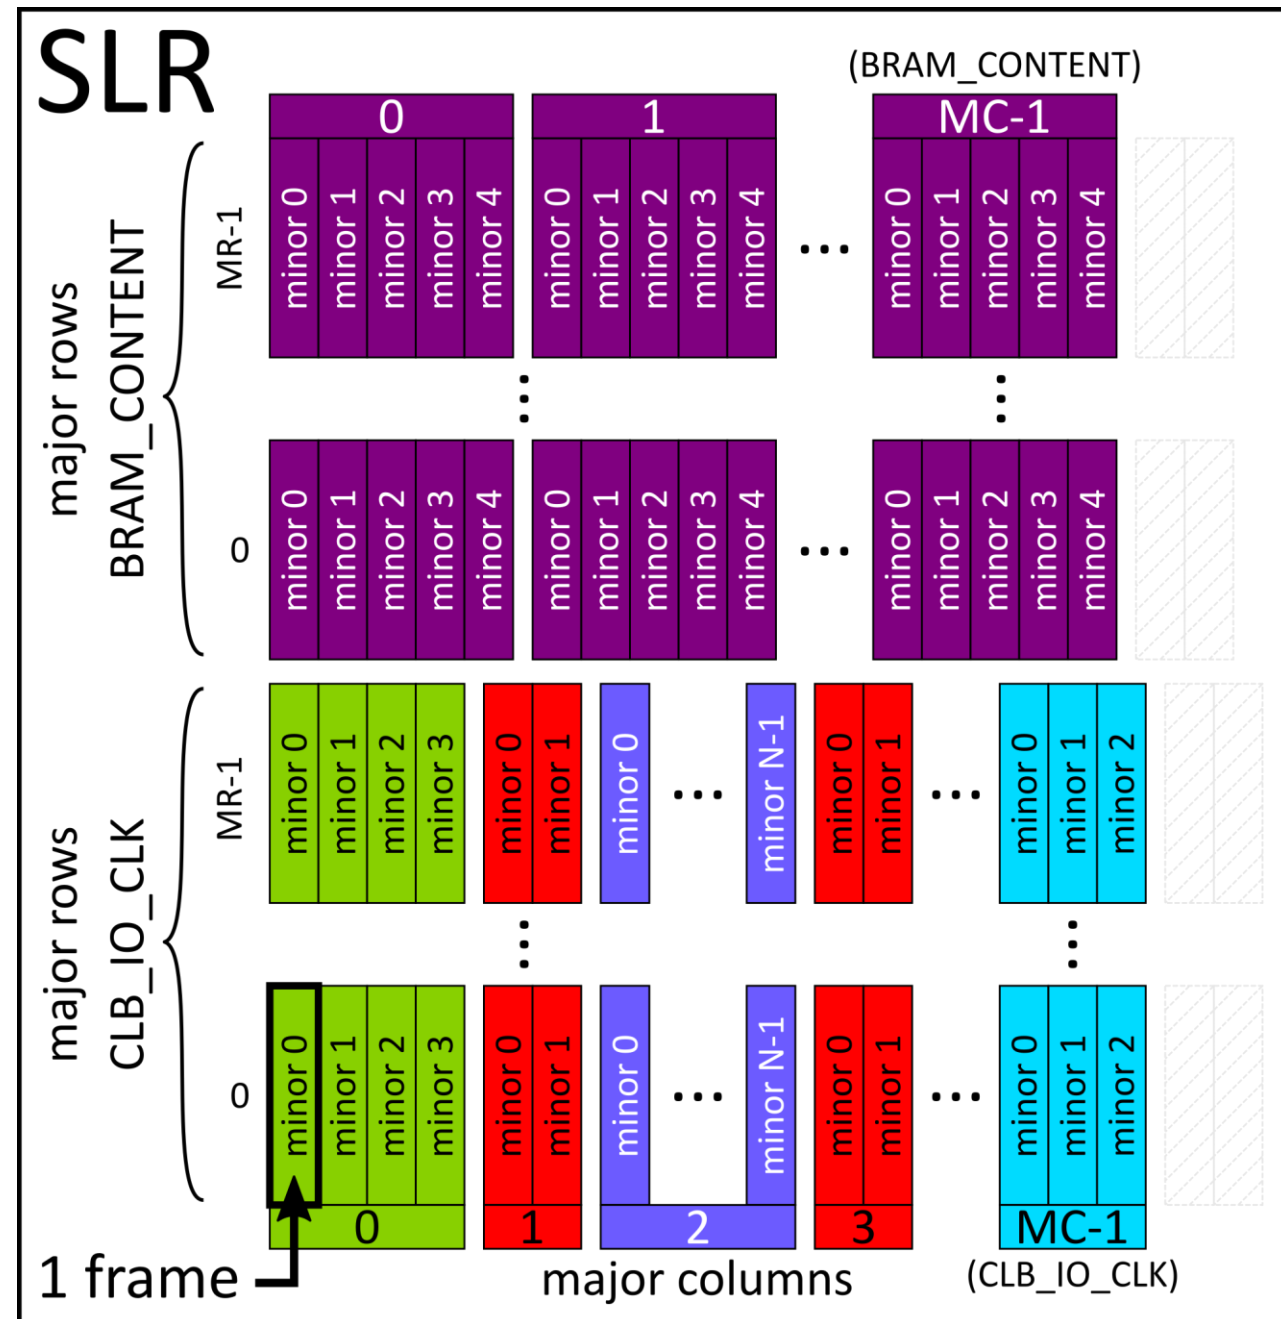 SLR
(BRAM_CONTENT)
0
1
MC-1
major rows
BRAM_CONTENT
MR-1
minor 0
minor 1
minor 2
minor 3
minor 4
minor 0
minor 1
minor 2
minor 3
minor 4
...
minor 0
minor 1
minor 2
minor 3
minor 4
0
minor 0
minor 1
minor 2
minor 3
minor 4
minor 0
minor 1
minor 2
minor 3
minor 4
...
minor 0
minor 1
minor 2
minor 3
minor 4
major rows
CLB_IO_CLK
MR-1
minor 0
minor 1
minor 2
minor 3
minor 0
minor 1
minor 0
...
minor N-1
minor 0
minor 1
...
minor 0
minor 1
minor 2
0
minor 0
minor 1
minor 2
minor 3
minor 0
minor 1
minor 0
...
minor N-1
minor 0
minor 1
...
minor 0
minor 1
minor 2
0
1
2
3
MC-1
1 frame
major columns
(CLB_IO_CLK)